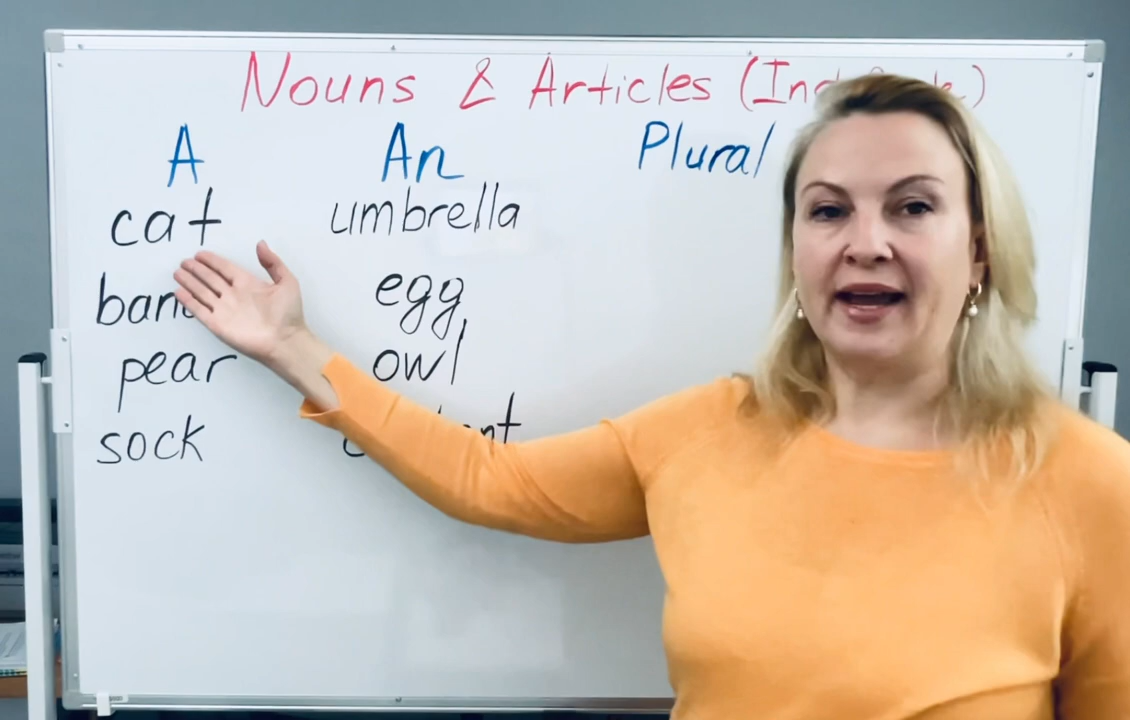 Nouns & Articles
A An Plural
cat umbrella
egg
pear owl
sock